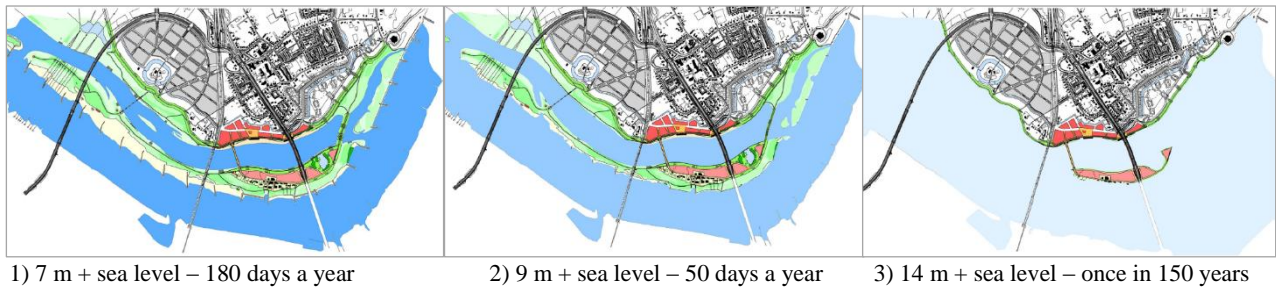 1) 7 m + sea level – 180 days a year
2) 9 m + sea level – 50 days a year
3) 14 m + sea level – once in 150 years